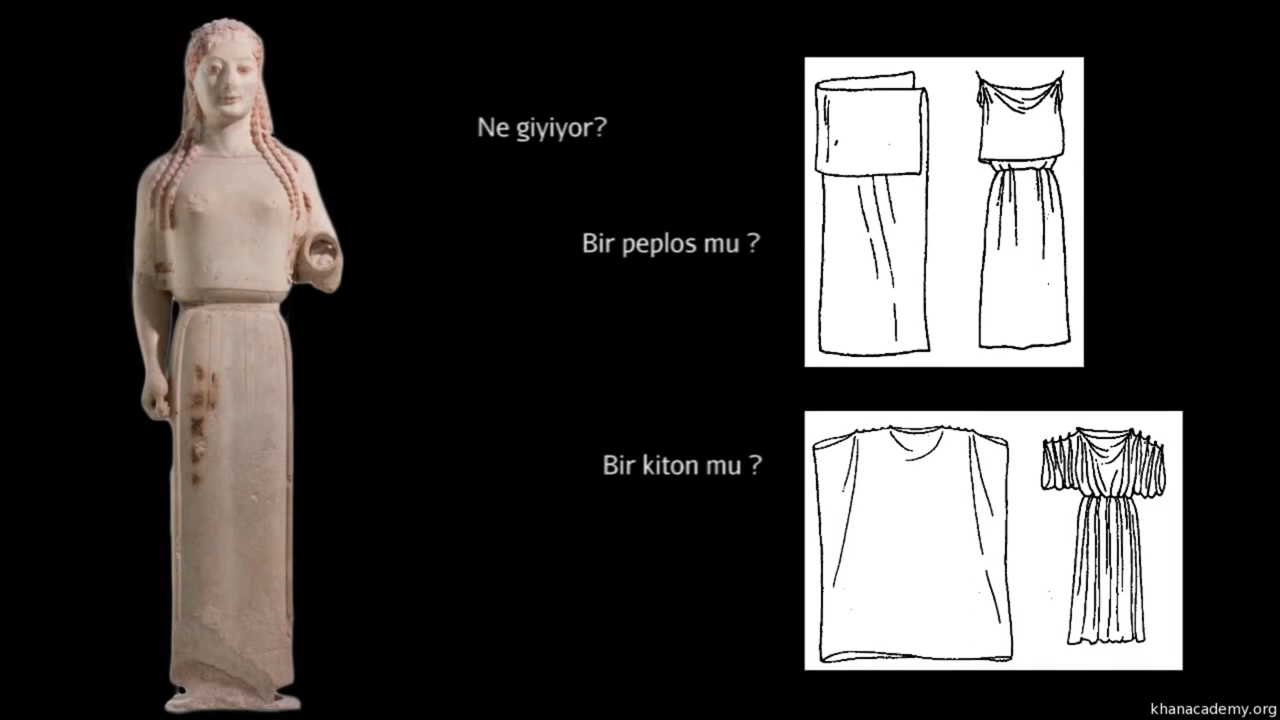 Ne giyiyor?
Bir peplos mu ?
Bir kiton mu ?
khanacademy.org